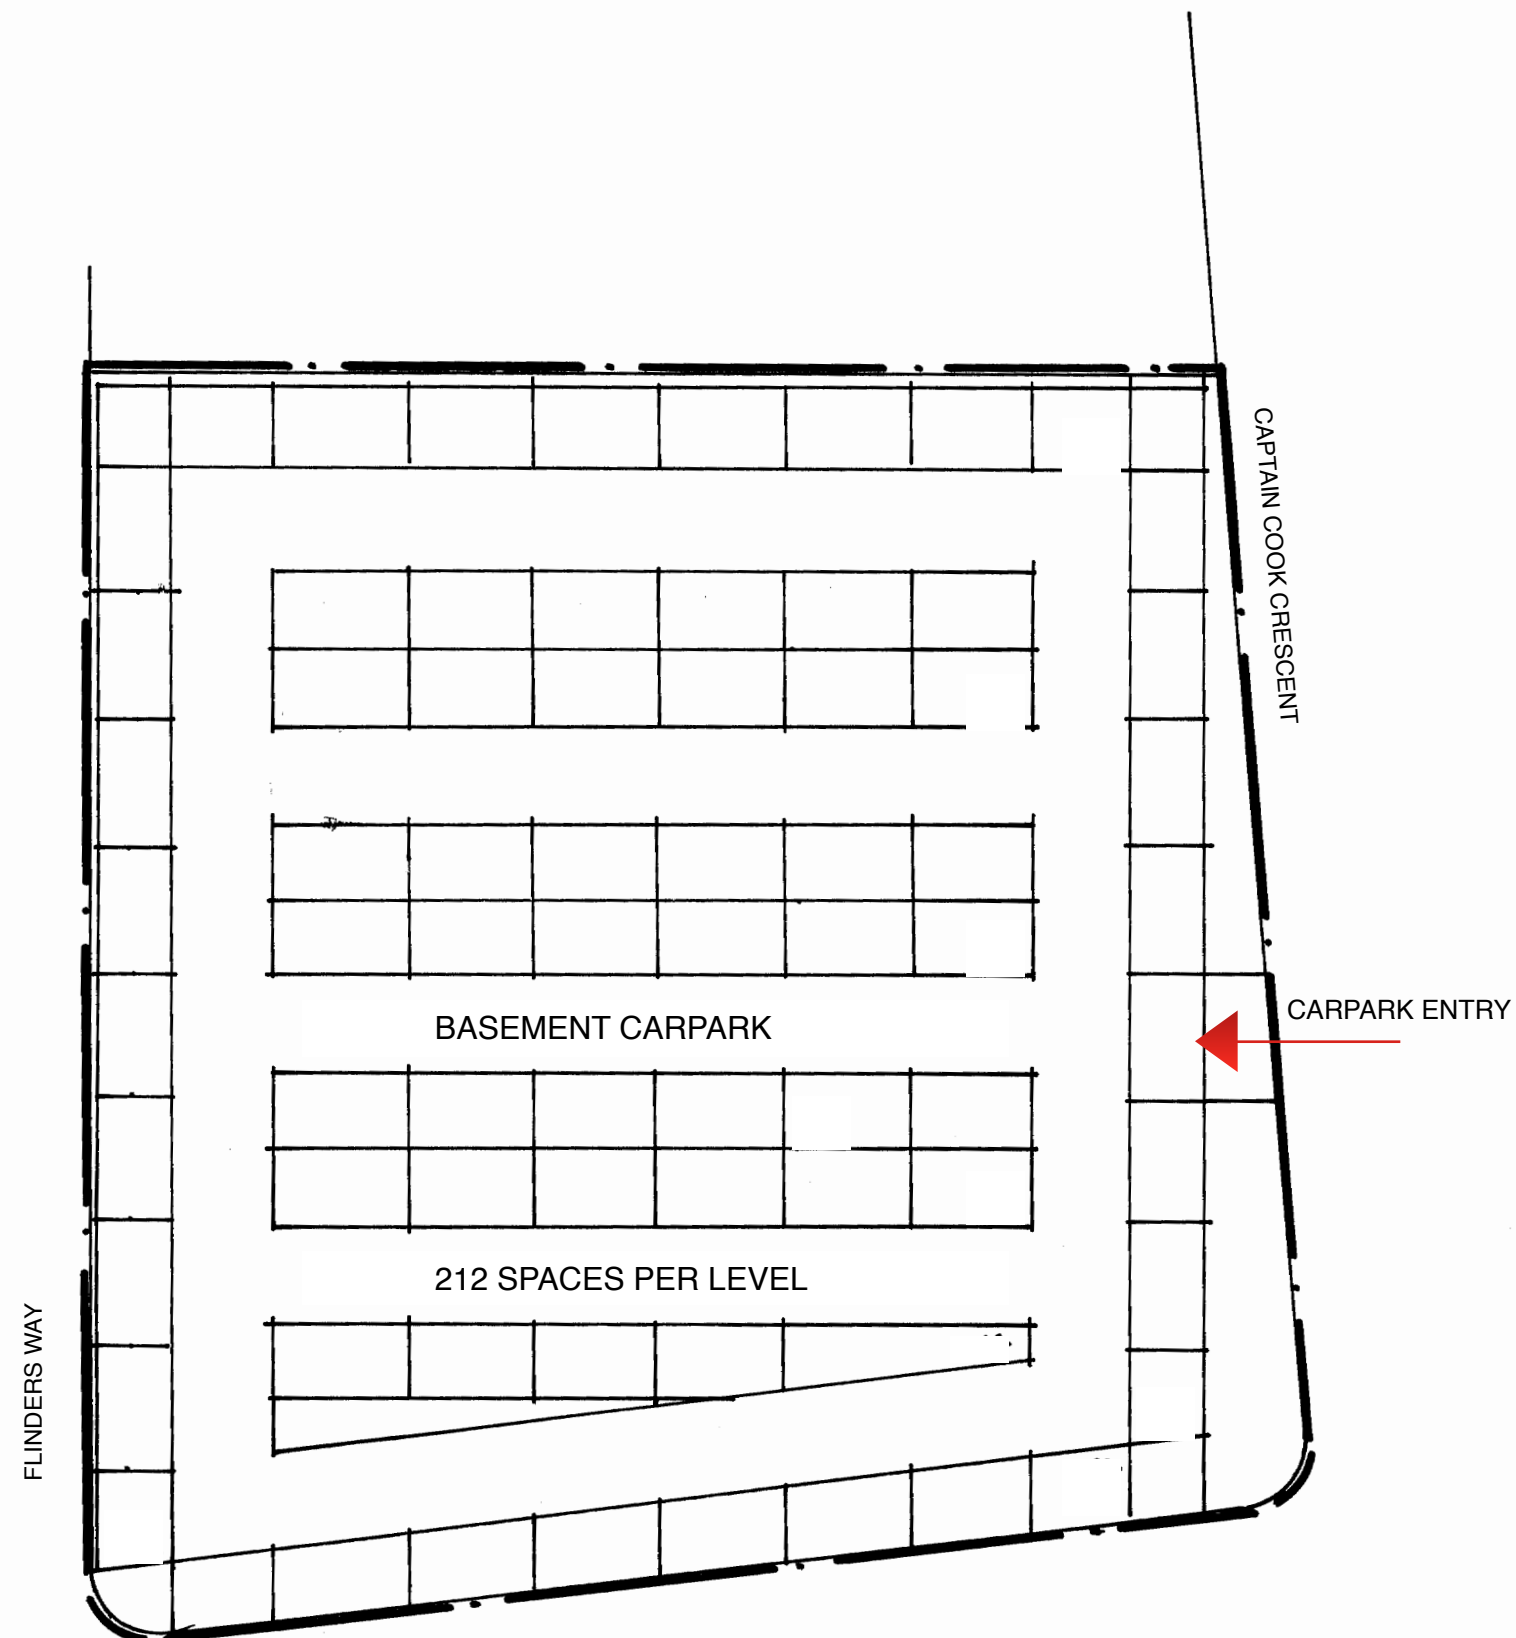 CAPTAIN COOK CRESCENT
CARPARK ENTRY
BASEMENT CARPARK
212 SPACES PER LEVEL
FLINDERS WAY